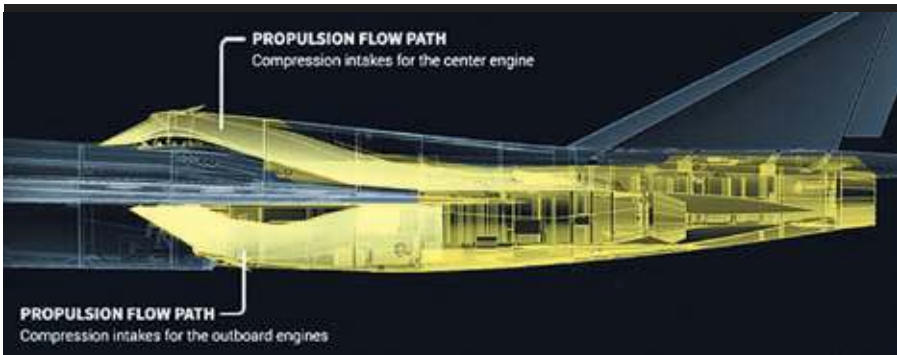 PROPULSION FLOW PATH
Compression intakes for the center engine
PROPULSION FLOW PATH
Compression intakes for the outboard engines